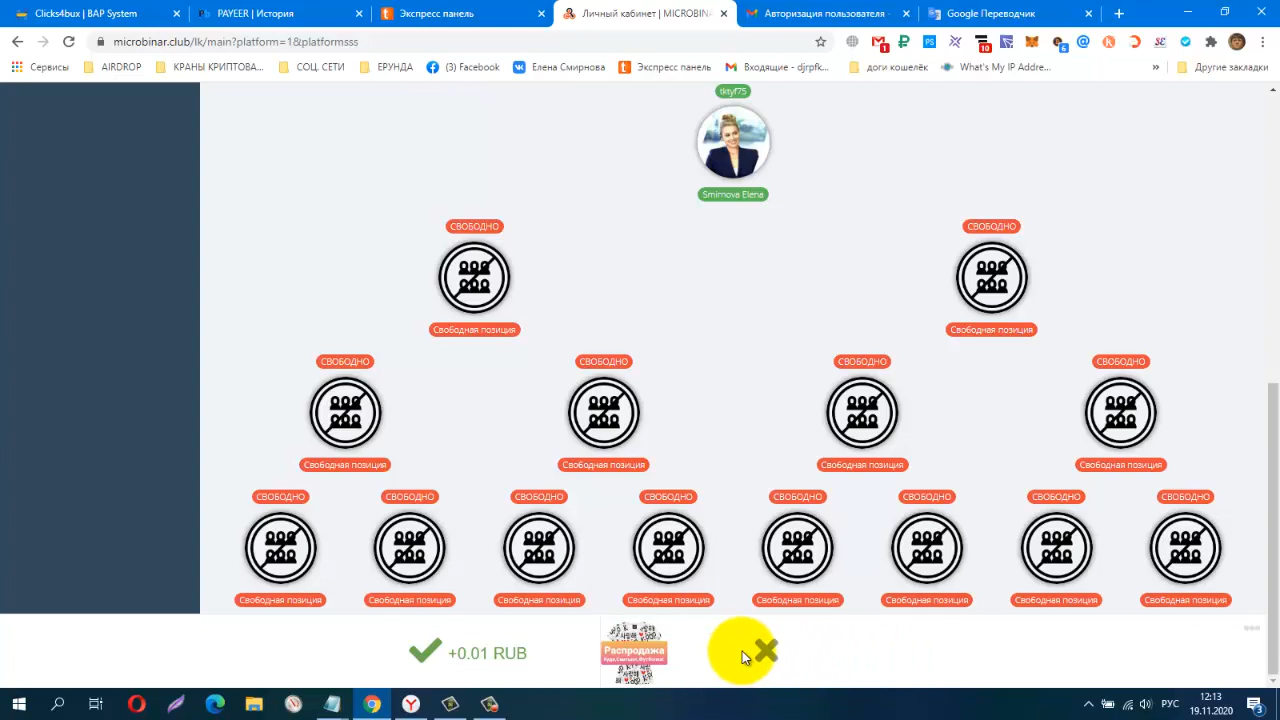 Clicks4bux | BAP System
PAYEER | История
Экспресс панель
Личный кабинет | MICROBINA
Авторизация пользователя -
Google Переводчик
microbinar.club/lk/main?platform=1&platformsss
Сервисы
AIRDROP
КРАНЫ КРИПТОВА...
СОЦ. СЕТИ
ЕРУНДА
(3) Facebook
Елена Смирнова
Экспресс панель
Входящие - djrpfk...
доги кошелёк
What's My IP Addre...
»
Другие закладки
tktyf75
Smirnova Elena
СВОБОДНО СВОБОДНО
Свободная позиция Свободная позиция
СВОБОДНО СВОБОДНО СВОБОДНО СВОБОДНО
Свободная позиция Свободная позиция Свободная позиция Свободная позиция
СВОБОДНО СВОБОДНО СВОБОДНО СВОБОДНО СВОБОДНО СВОБОДНО СВОБОДНО СВОБОДНО
Свободная позиция Свободная позиция Свободная позиция Свободная позиция Свободная позиция Свободная позиция Свободная позиция Свободная позиция
+0.01 RUB
Распродажа
РУС
12:13
19.11.2020